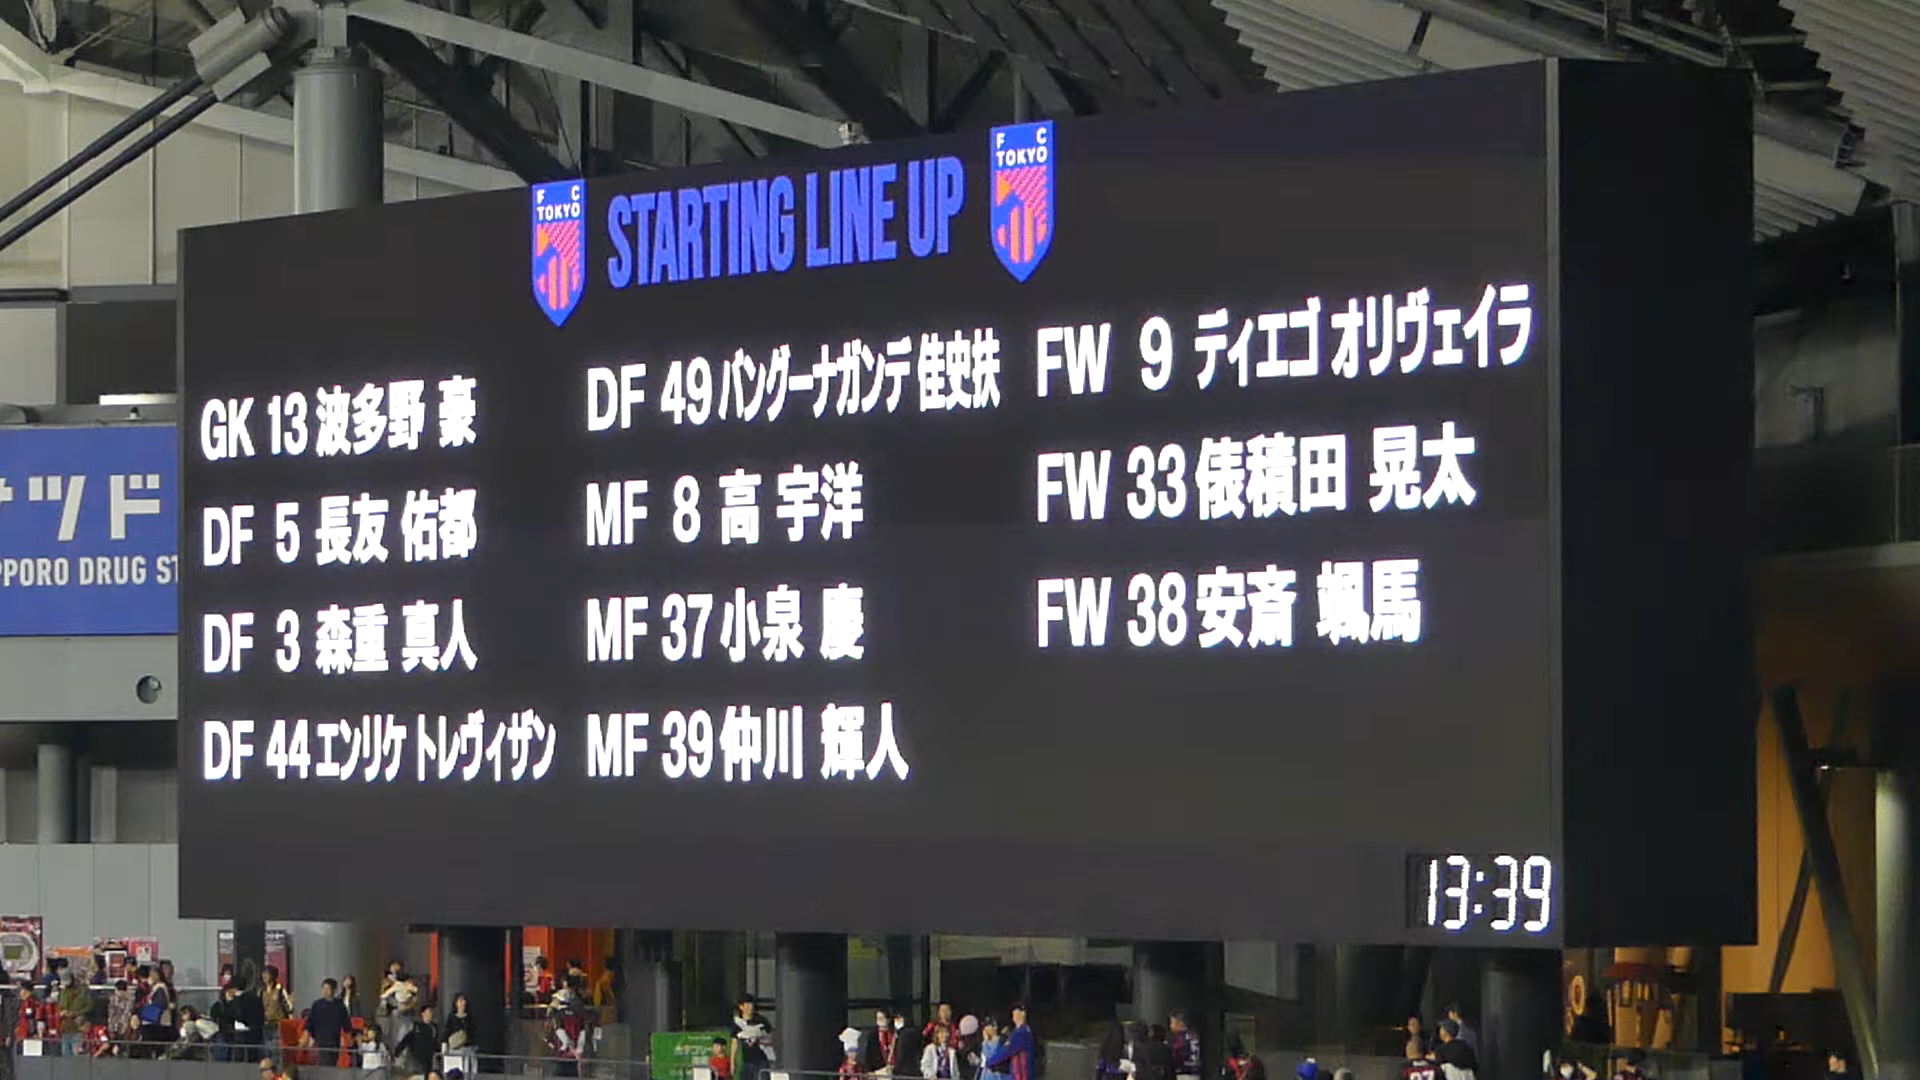 F C
TOKYO
STARTING LINE UP
F C
TOKYO
GK 13 波多野 豪
DF 5 長友 佑都
DF 3 森重 真人
DF 44 エンリケ トレヴィザン
DF 49 バングーナガンデ 佳史扶
MF 8 高 宇洋
MF 37 小泉 慶
MF 39 仲川 輝人
FW 9 ディエゴ オリヴェイラ
FW 33 俵積田 晃太
FW 38 安斎 颯馬
13:39
ツド
PPORO DRUG ST